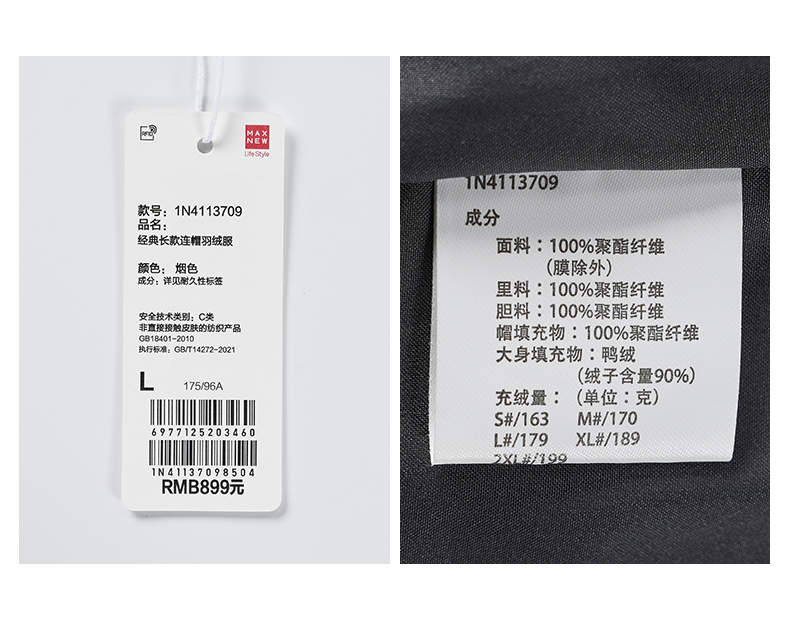 RFID
MAX
NEW
Life Style
款号: 1N4113709
品名:
经典长款连帽羽绒服
颜色: 烟色
成分: 详见耐久性标签
安全技术类别: C类
非直接接触皮肤的纺织产品
GB18401-2010
执行标准: GB/T14272-2021
L 175/96A
6977125203460
1N41137098504
RMB899元
1N4113709
成分
面料：100%聚酯纤维
（膜除外）
里料：100%聚酯纤维
胆料：100%聚酯纤维
帽填充物：100%聚酯纤维
大身填充物：鸭绒
（绒子含量90%）
充绒量：（单位：克）
S#/163 M#/170
L#/179 XL#/189
2XL#/199